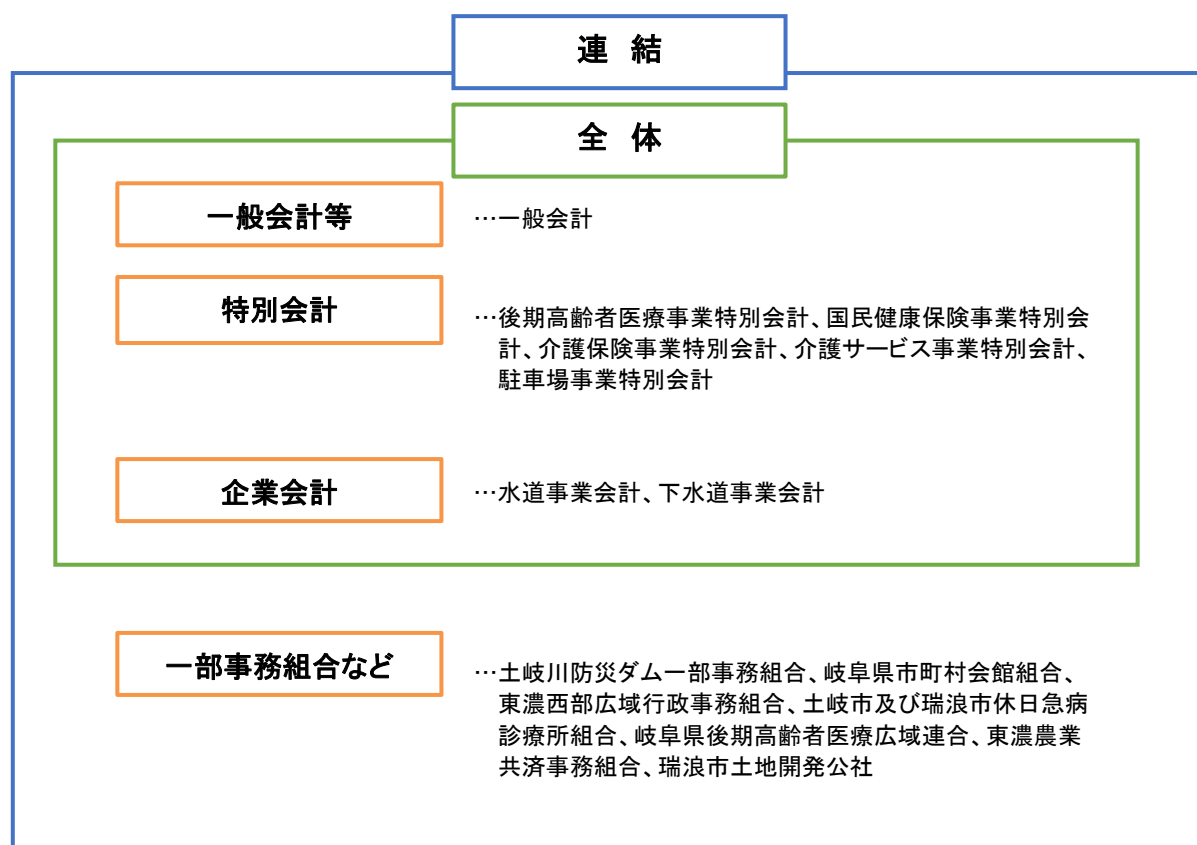 連 結
全 体
一般会計等
…一般会計
特別会計
…後期高齢者医療事業特別会計、国民健康保険事業特別会
計、介護保険事業特別会計、介護サービス事業特別会計、
駐車場事業特別会計
企業会計
…水道事業会計、下水道事業会計
一部事務組合など
…土岐川防災ダム一部事務組合、岐阜県市町村会館組合、
東濃西部広域行政事務組合、土岐市及び瑞浪市休日急病
診療所組合、岐阜県後期高齢者医療広域連合、東濃農業
共済事務組合、瑞浪市土地開発公社